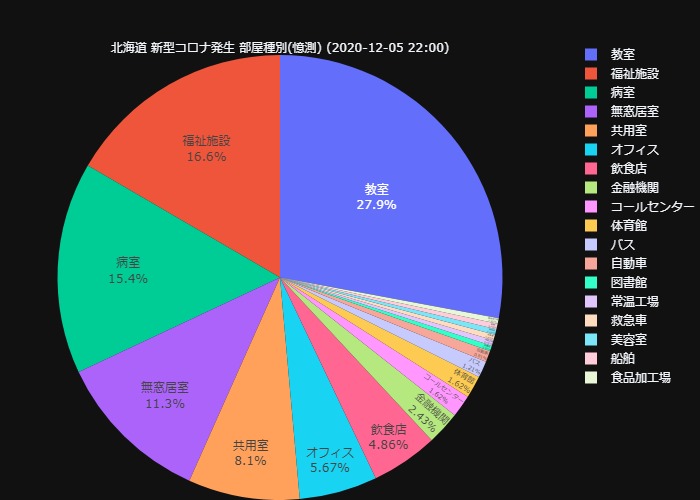 北海道 新型コロナ発生 部屋種別(憶測) (2020-12-05 22:00)
教室
27.9%
福祉施設
16.6%
病室
15.4%
無窓居室
11.3%
共用室
8.1%
オフィス
5.67%
飲食店
4.86%
金融機関
2.43%
コールセンター
1.62%
体育館
1.62%
バス
1.21%
教室
福祉施設
病室
無窓居室
共用室
オフィス
飲食店
金融機関
コールセンター
体育館
バス
自動車
図書館
常温工場
救急車
美容室
船舶
食品加工場